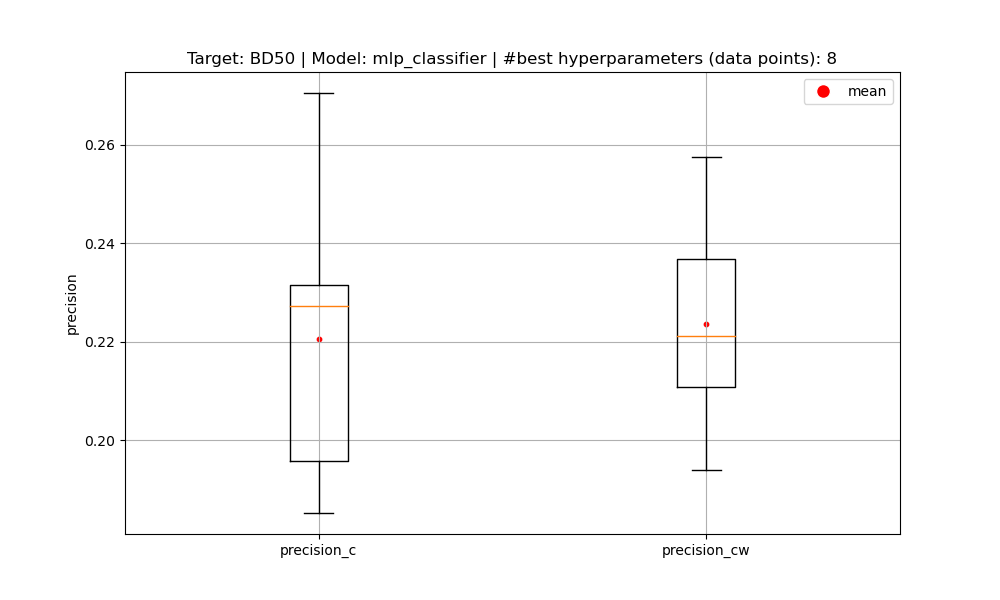 Target: BD50 | Model: mlp_classifier | #best hyperparameters (data points): 8
mean
0.26
0.24
0.22
0.20
precision
precision_c
precision_cw